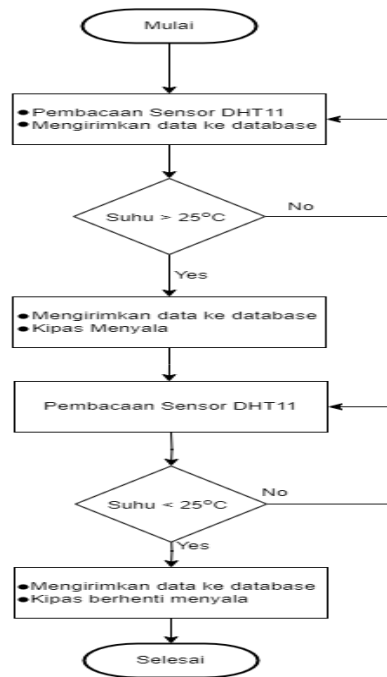 Mulai
● Pembacaan Sensor DHT11
● Mengirimkan data ke database
Suhu > 25°C
No
Yes
● Mengirimkan data ke database
● Kipas Menyala
Pembacaan Sensor DHT11
Suhu < 25°C
No
Yes
● Mengirimkan data ke database
● Kipas berhenti menyala
Selesai